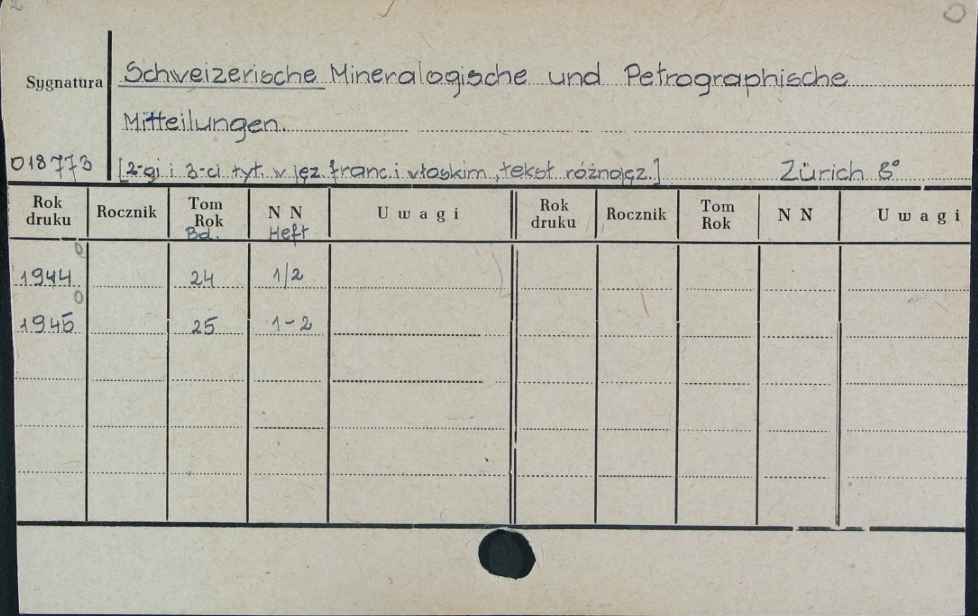 Sygnatura Schweizerische Mineralogische und Petrographische
Mitteilungen.
018773 [2-gi i 3-ci tyt. w jęz. franc. i włoskim, tekst różnojęz.] Zürich 8°
Rok druku Rocznik Tom Rok Bd. N N Heft Uwagi Rok druku Rocznik Tom Rok N N Uwagi
0
1944 24 1/2
0
1945 25 1-2